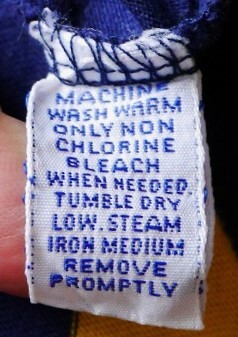 MACHINE
WASH WARM
ONLY NON
CHLORINE
BLEACH
WHEN NEEDED.
TUMBLE DRY
LOW. STEAM
IRON MEDIUM
REMOVE
PROMPTLY